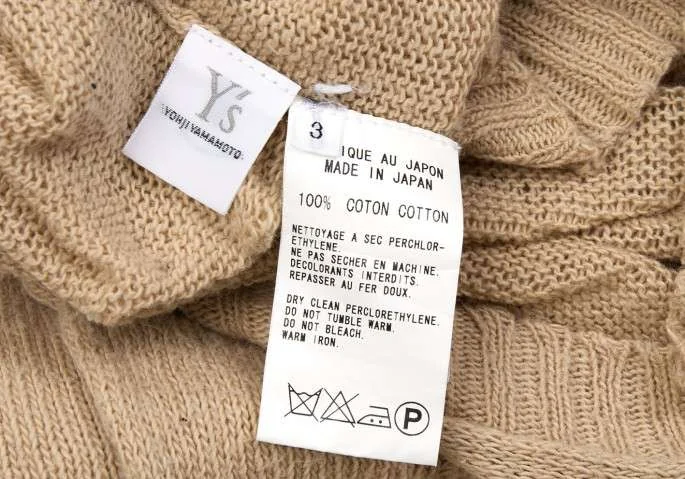 Y's
YOHJI YAMAMOTO
3
IQUE AU JAPON
MADE IN JAPAN
100% COTON COTTON
NETTOYAGE A SEC PERCHLOR-
ETHYLENE.
NE PAS SECHER EN MACHINE.
DECOLORANTS INTERDITS.
REPASSER AU FER DOUX.
DRY CLEAN PERCLORETHYLENE.
DO NOT TUMBLE WARM.
DO NOT BLEACH.
WARM IRON.
P